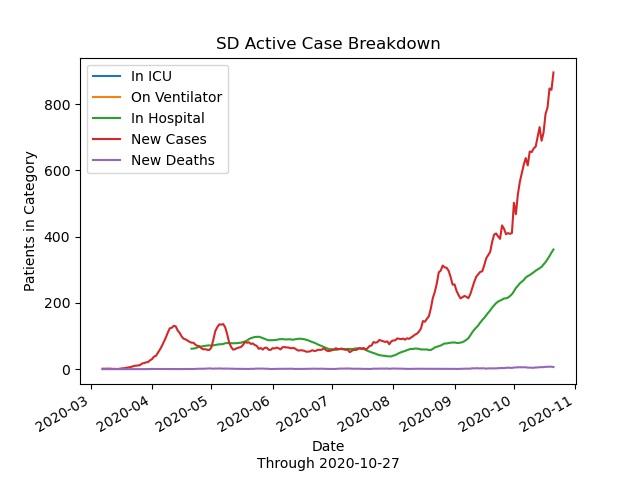 SD Active Case Breakdown
In ICU
On Ventilator
In Hospital
New Cases
New Deaths
Patients in Category
800
600
400
200
0
2020-03
2020-04
2020-05
2020-06
2020-07
2020-08
2020-09
2020-10
2020-11
Date
Through 2020-10-27